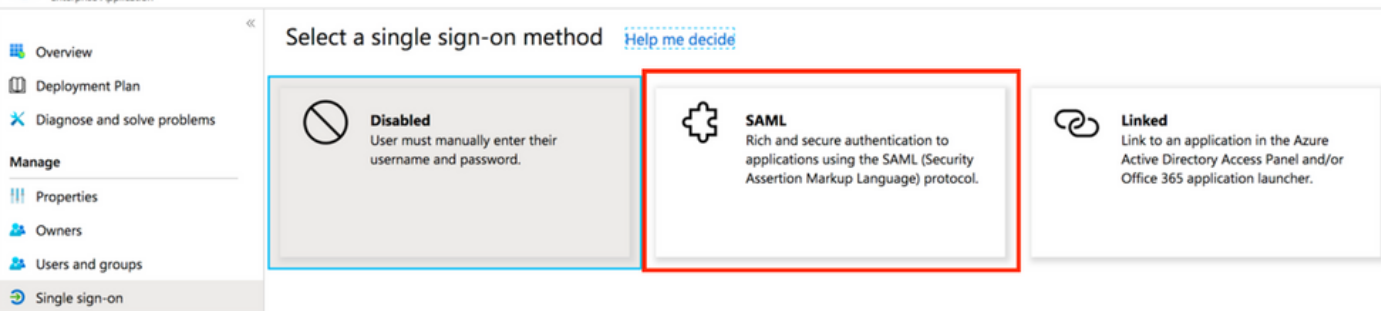 Enterprise Application
«
Overview
Deployment Plan
Diagnose and solve problems
Manage
Properties
Owners
Users and groups
Single sign-on
Select a single sign-on method Help me decide
Disabled
User must manually enter their
username and password.
SAML
Rich and secure authentication to
applications using the SAML (Security
Assertion Markup Language) protocol.
Linked
Link to an application in the Azure
Active Directory Access Panel and/or
Office 365 application launcher.